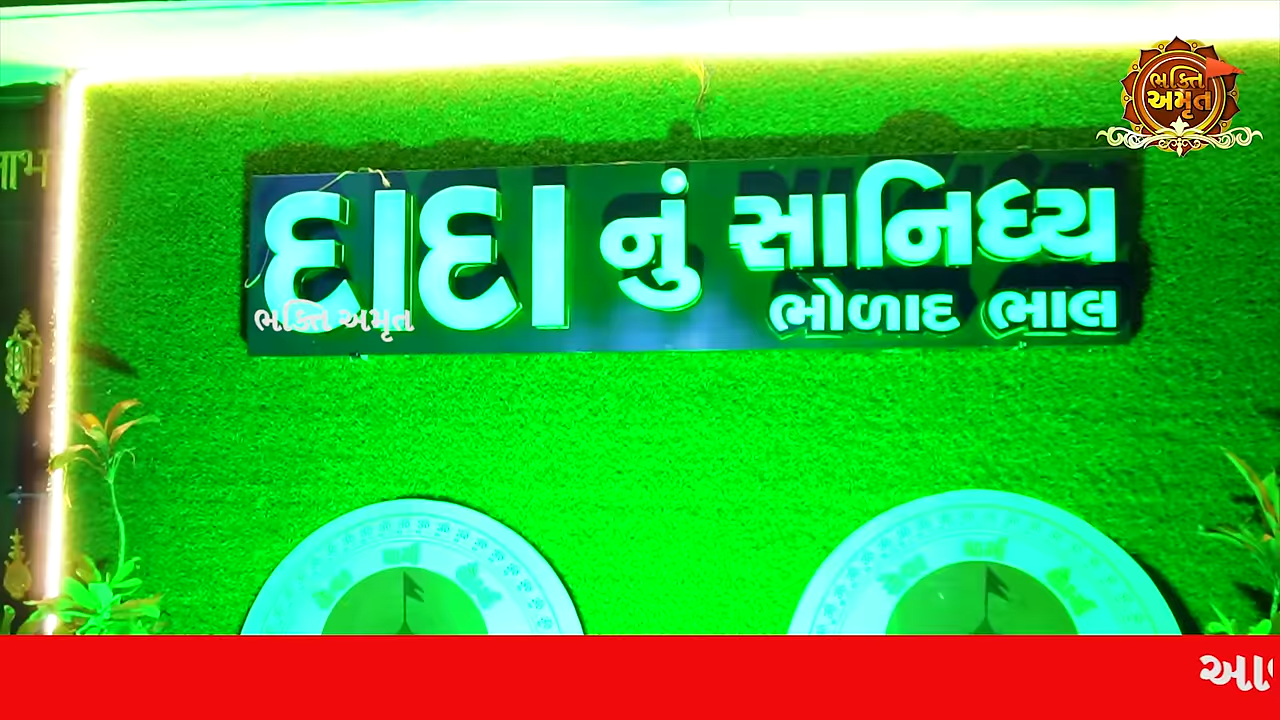 ભક્તિ
અમૃત
દાદા નું સાનિધ્ય
ભોળાદ ભાલ
ભક્તિ અમૃત